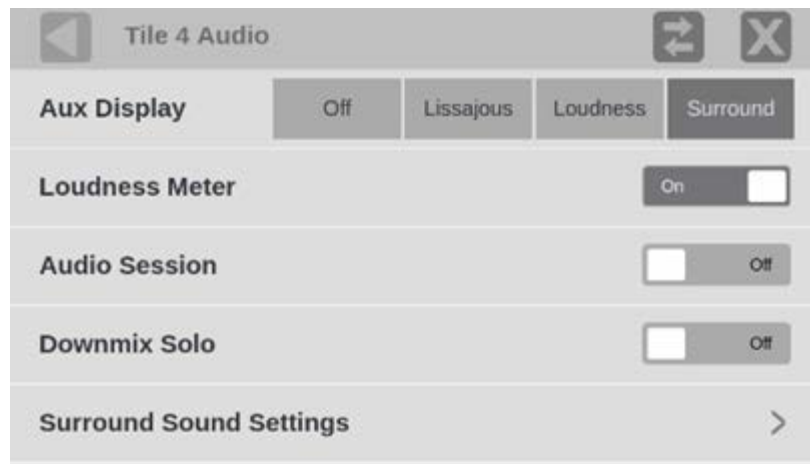 Tile 4 Audio
Aux Display Off Lissajous Loudness Surround
Loudness Meter On
Audio Session Off
Downmix Solo Off
Surround Sound Settings